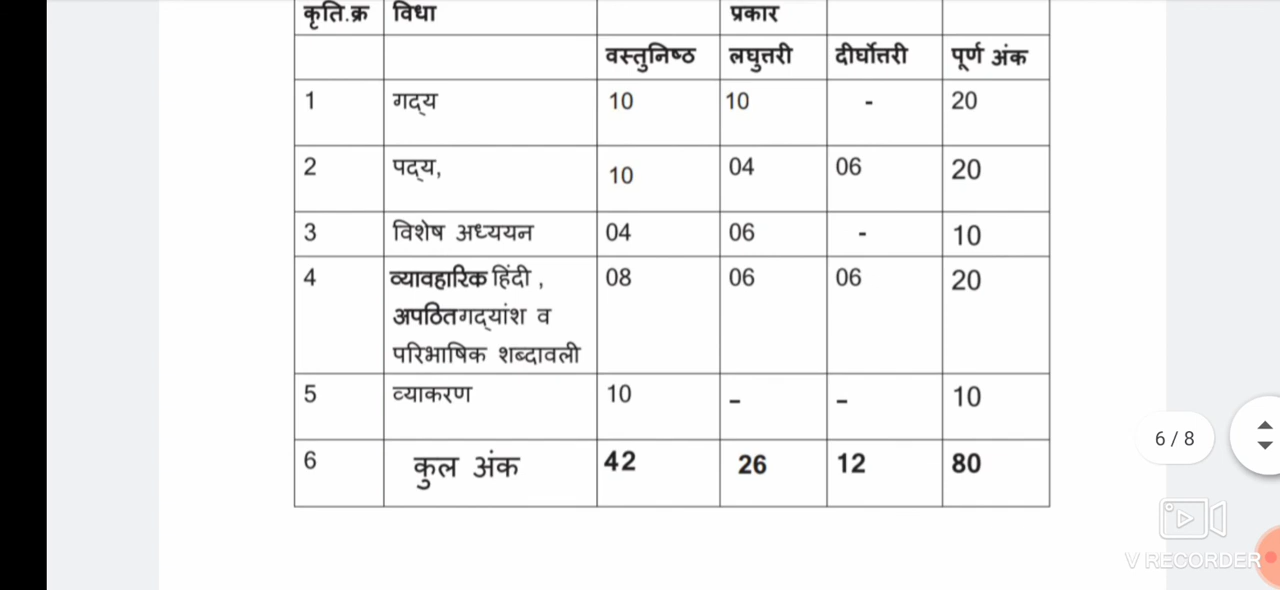 कृति.क्र विधा प्रकार
वस्तुनिष्ठ लघुत्तरी दीर्घोत्तरी पूर्ण अंक
1 गद्‌य 10 10 - 20
2 पद्‌य, 10 04 06 20
3 विशेष अध्ययन 04 06 - 10
4 व्यावहारिक हिंदी , 08 06 06 20
अपठितगद्‌यांश व
परिभाषिक शब्दावली
5 व्याकरण 10 – – 10
6 कुल अंक 42 26 12 80
6 / 8
V RECORDER